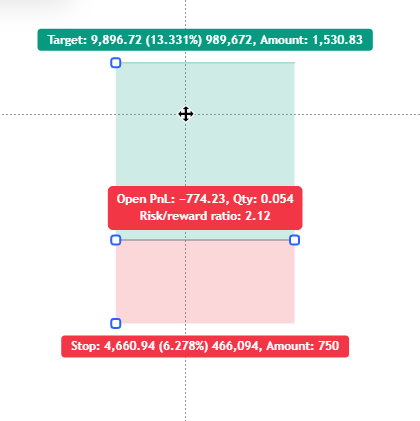 Target: 9,896.72 (13.331%) 989,672, Amount: 1,530.83
Open PnL: −774.23, Qty: 0.054
Risk/reward ratio: 2.12
Stop: 4,660.94 (6.278%) 466,094, Amount: 750